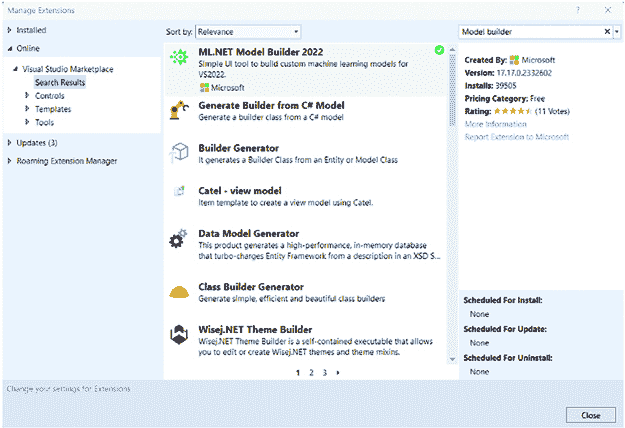 Manage Extensions
? ×
Installed
Online
Visual Studio Marketplace
Search Results
Controls
Templates
Tools
Updates (3)
Roaming Extension Manager
Sort by: Relevance
ML.NET Model Builder 2022
Simple UI tool to build custom machine learning models for
VS2022.
Microsoft
Generate Builder from C# Model
Generate a builder class from a C# model
Builder Generator
It generates a Builder Class from an Entity or Model Class
Catel - view model
Item template to create a view model using Catel.
Data Model Generator
This product generates a high-performance, in-memory database
that turbo-charges Entity Framework from a description in an XSD S...
Class Builder Generator
Generate simple, efficient and beautiful class builders
Wisej.NET Theme Builder
Wisej.NET Theme Builder is a self-contained executable that allows
you to edit or create Wisej.NET themes and theme mixins.
1 2 3
Model builder
Created By: Microsoft
Version: 17.17.0.2332602
Installs: 39505
Pricing Category: Free
Rating: (11 Votes)
More Information
Report Extension to Microsoft
Scheduled For Install:
None
Scheduled For Update:
None
Scheduled For Uninstall:
None
Change your settings for Extensions
Close